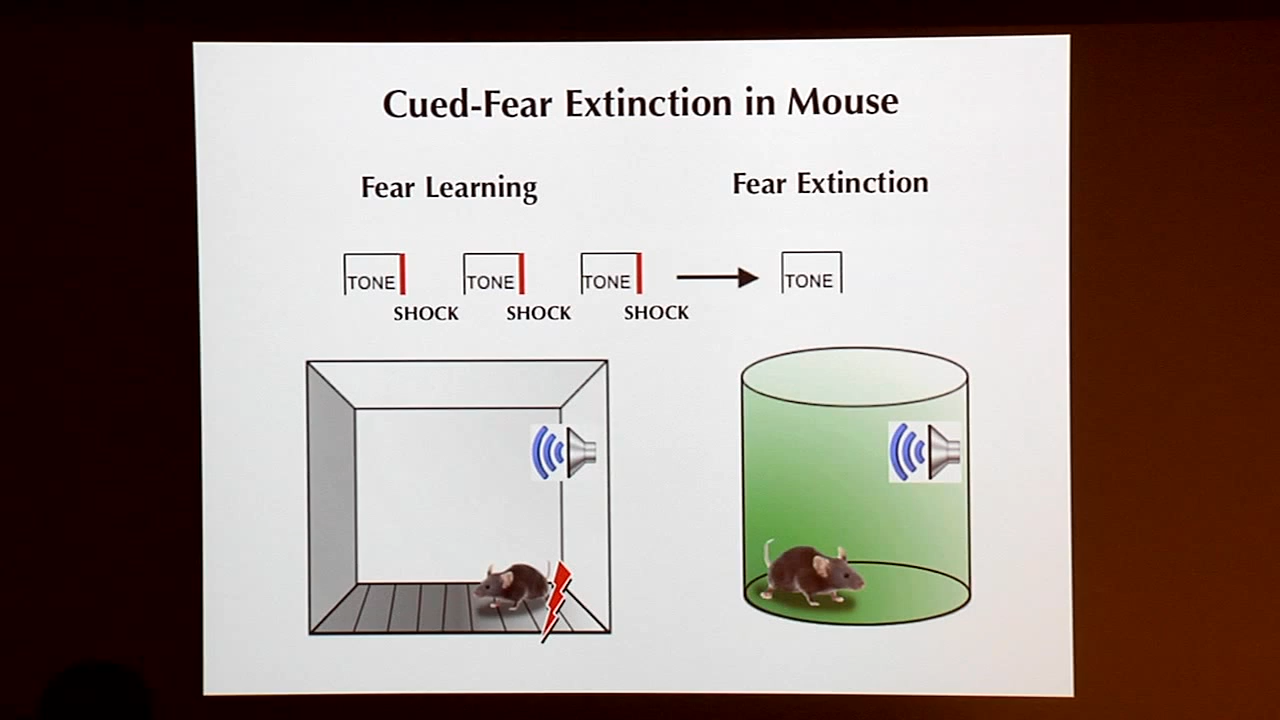 Cued-Fear Extinction in Mouse
Fear Learning
Fear Extinction
TONE TONE TONE TONE
SHOCK SHOCK SHOCK